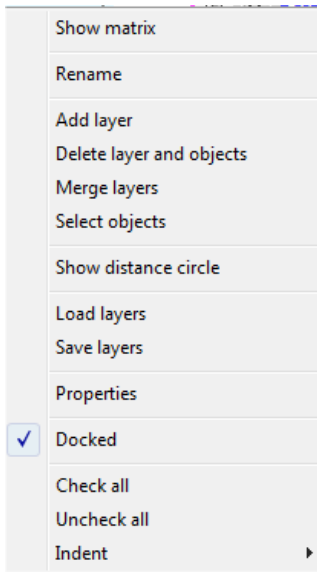 Show matrix
Rename
Add layer
Delete layer and objects
Merge layers
Select objects
Show distance circle
Load layers
Save layers
Properties
Docked
Check all
Uncheck all
Indent